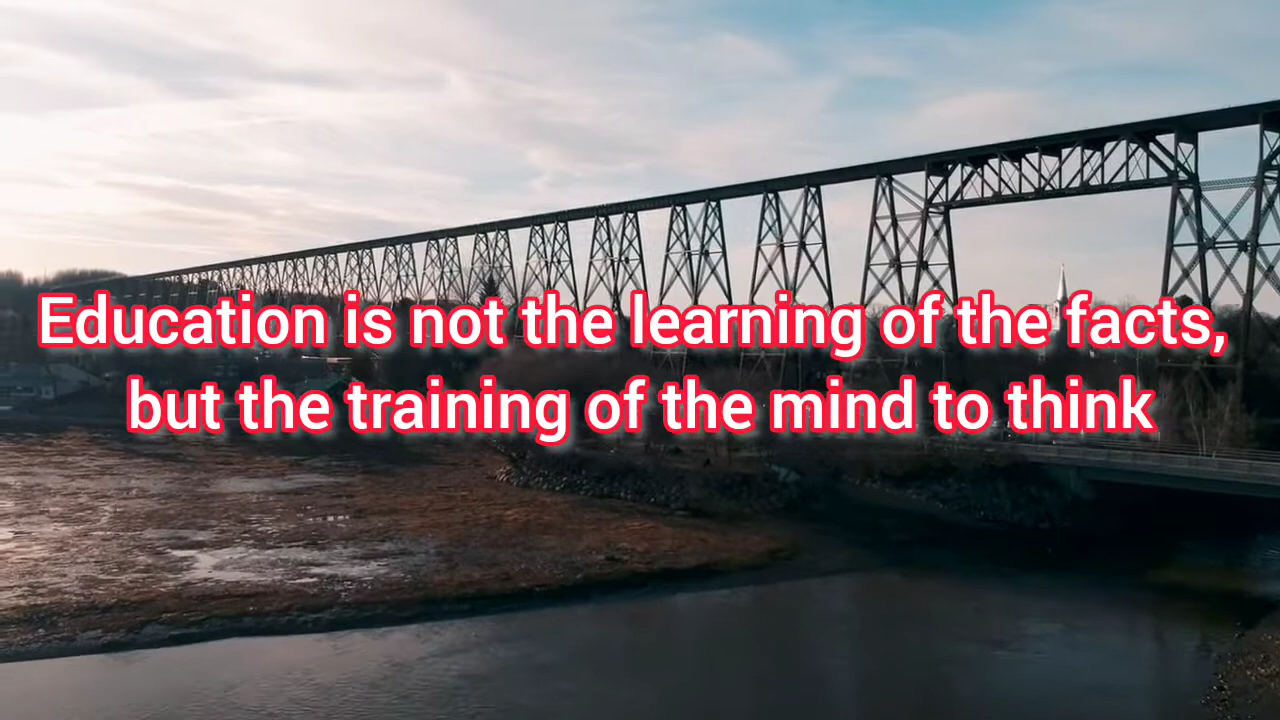 Education is not the learning of the facts,
but the training of the mind to think